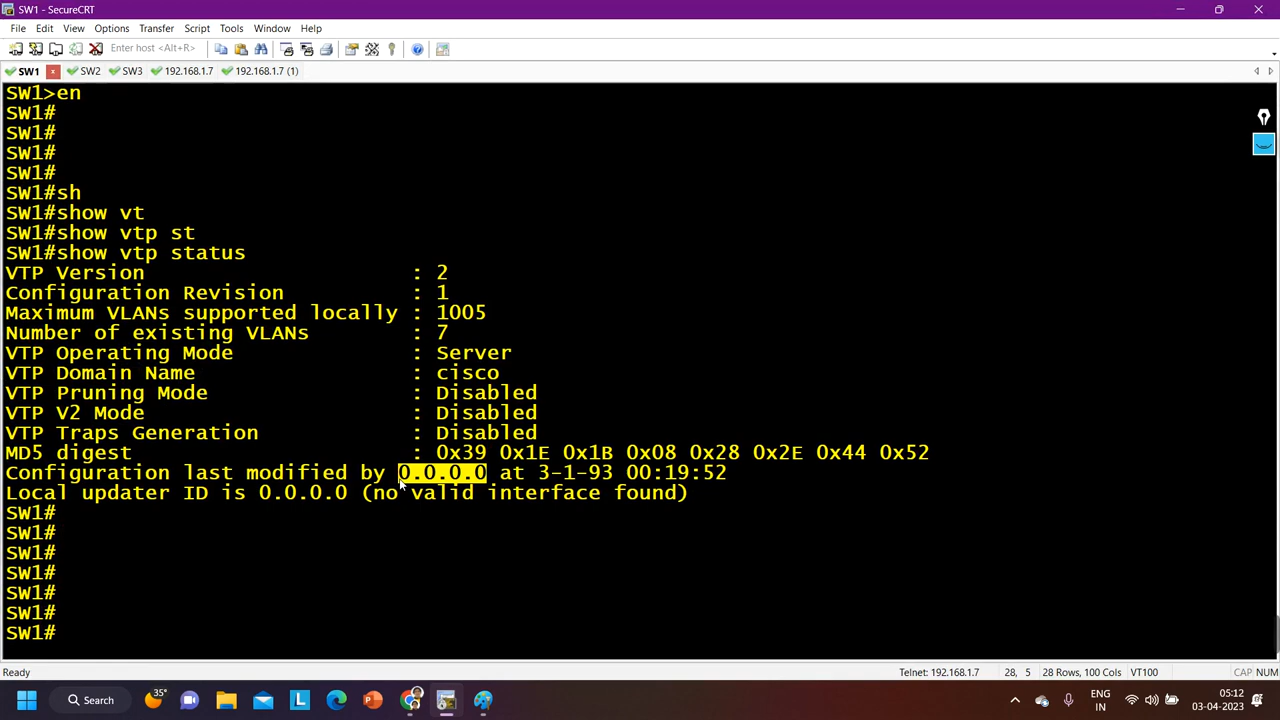 SW1 - SecureCRT
File Edit View Options Transfer Script Tools Window Help
Enter host <Alt+R>
SW1 SW2 SW3 192.168.1.7 192.168.1.7 (1)
SW1>en
SW1#
SW1#
SW1#
SW1#
SW1#sh
SW1#show vt
SW1#show vtp st
SW1#show vtp status
VTP Version : 2
Configuration Revision : 1
Maximum VLANs supported locally : 1005
Number of existing VLANs : 7
VTP Operating Mode : Server
VTP Domain Name : cisco
VTP Pruning Mode : Disabled
VTP V2 Mode : Disabled
VTP Traps Generation : Disabled
MD5 digest : 0x39 0x1E 0x1B 0x08 0x28 0x2E 0x44 0x52
Configuration last modified by 0.0.0.0 at 3-1-93 00:19:52
Local updater ID is 0.0.0.0 (no valid interface found)
SW1#
SW1#
SW1#
SW1#
SW1#
SW1#
SW1#
Ready Telnet: 192.168.1.7 28, 5 28 Rows, 100 Cols VT100 CAP NUM
Search 35° L ENG 05:12
IN 03-04-2023